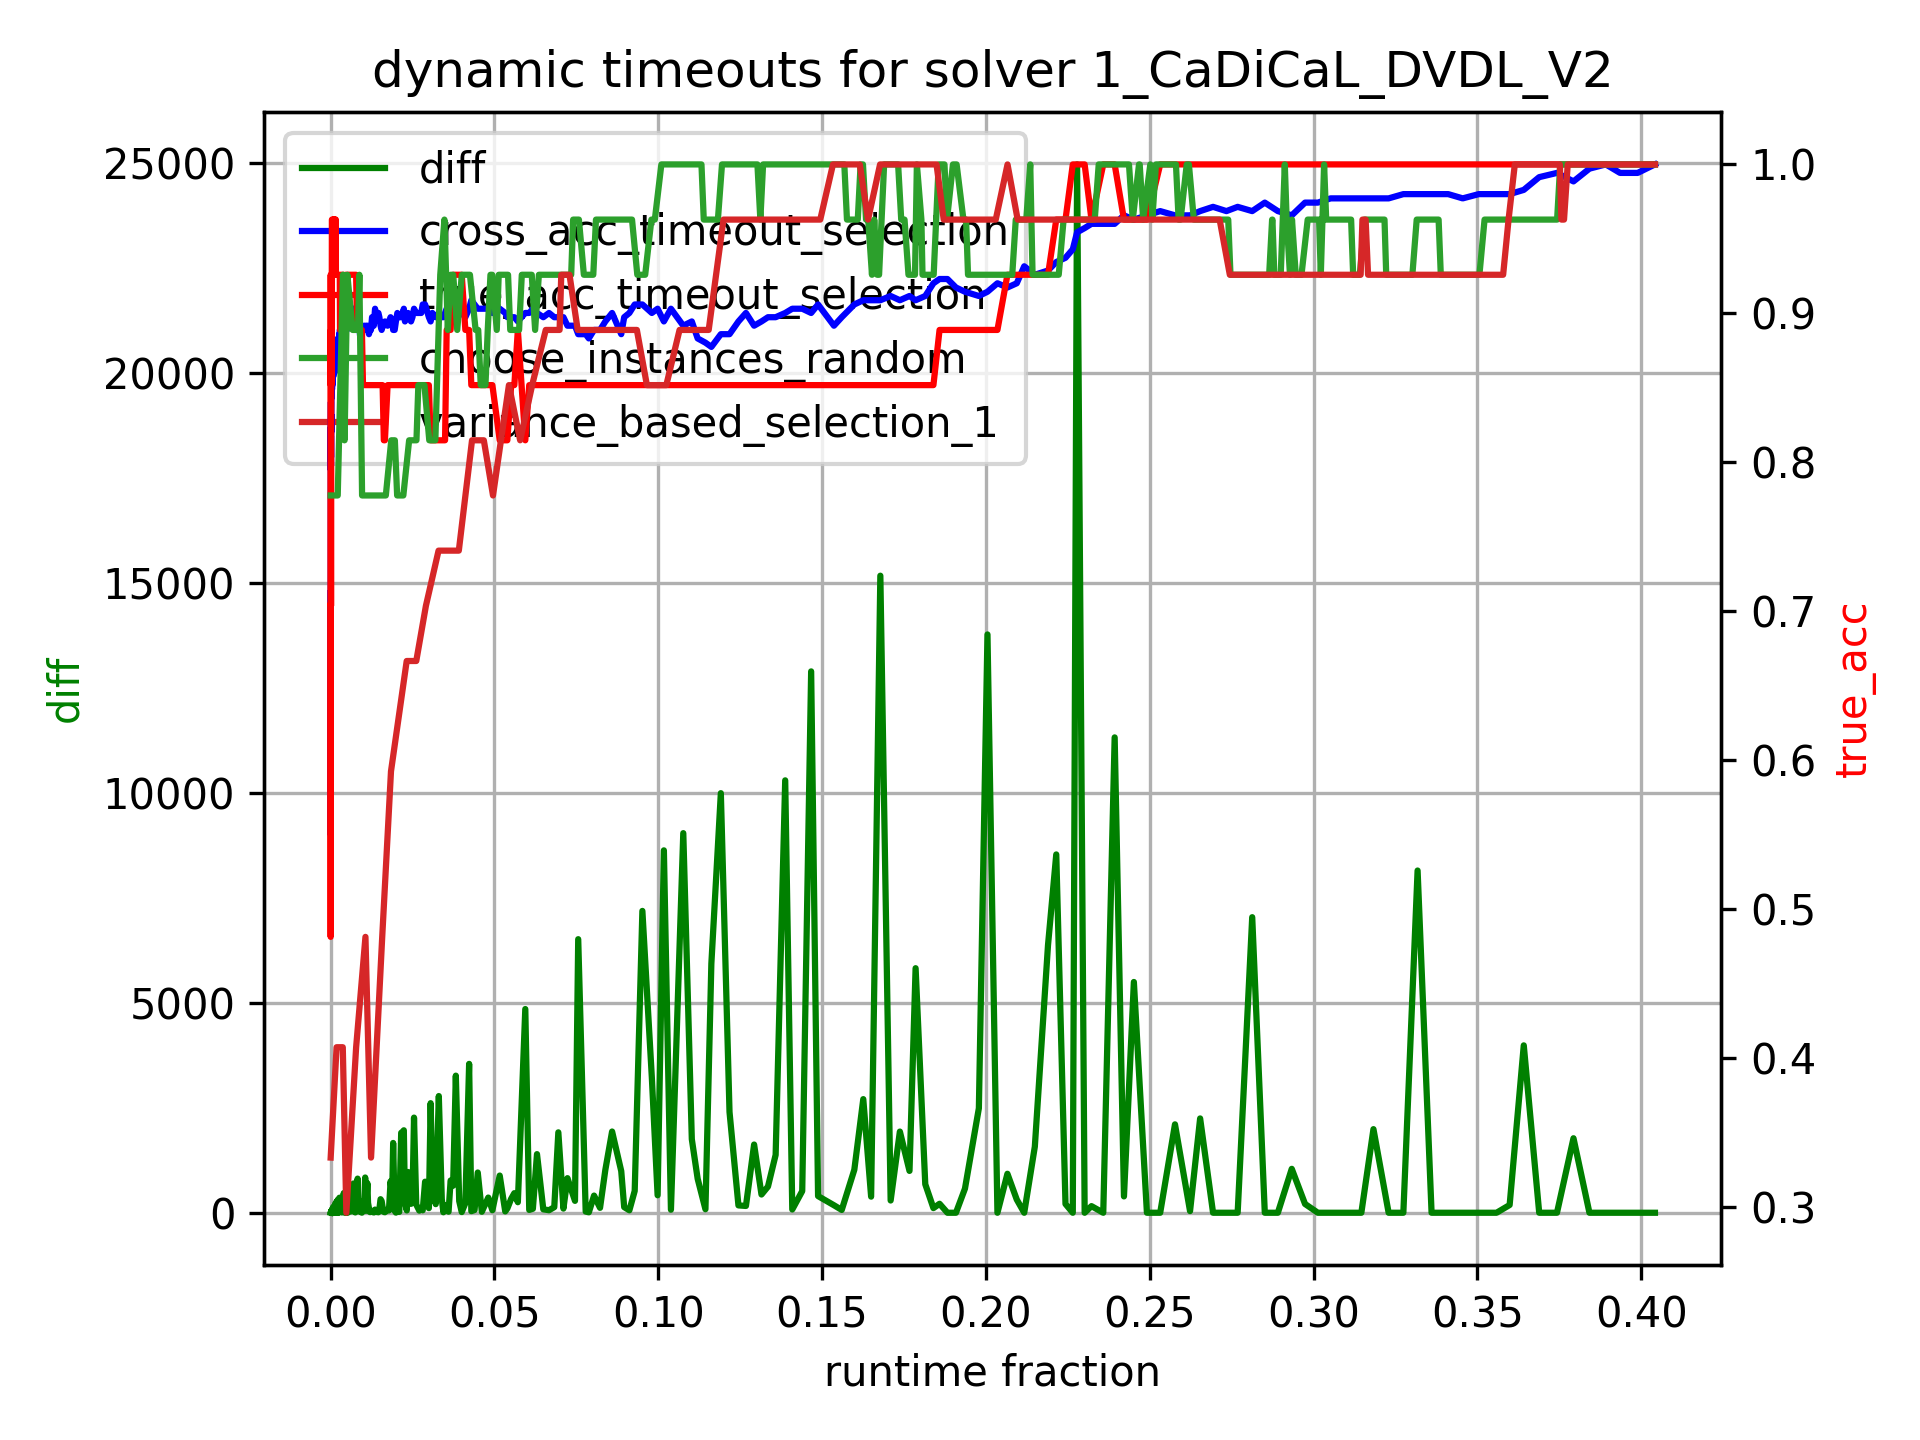 dynamic timeouts for solver 1_CaDiCaL_DVDL_V2
diff
cross_acc_timeout_selection
true_acc_timeout_selection
choose_instances_random
variance_based_selection_1
25000
20000
15000
10000
5000
0
diff
1.0
0.9
0.8
0.7
0.6
0.5
0.4
0.3
true_acc
0.00 0.05 0.10 0.15 0.20 0.25 0.30 0.35 0.40
runtime fraction